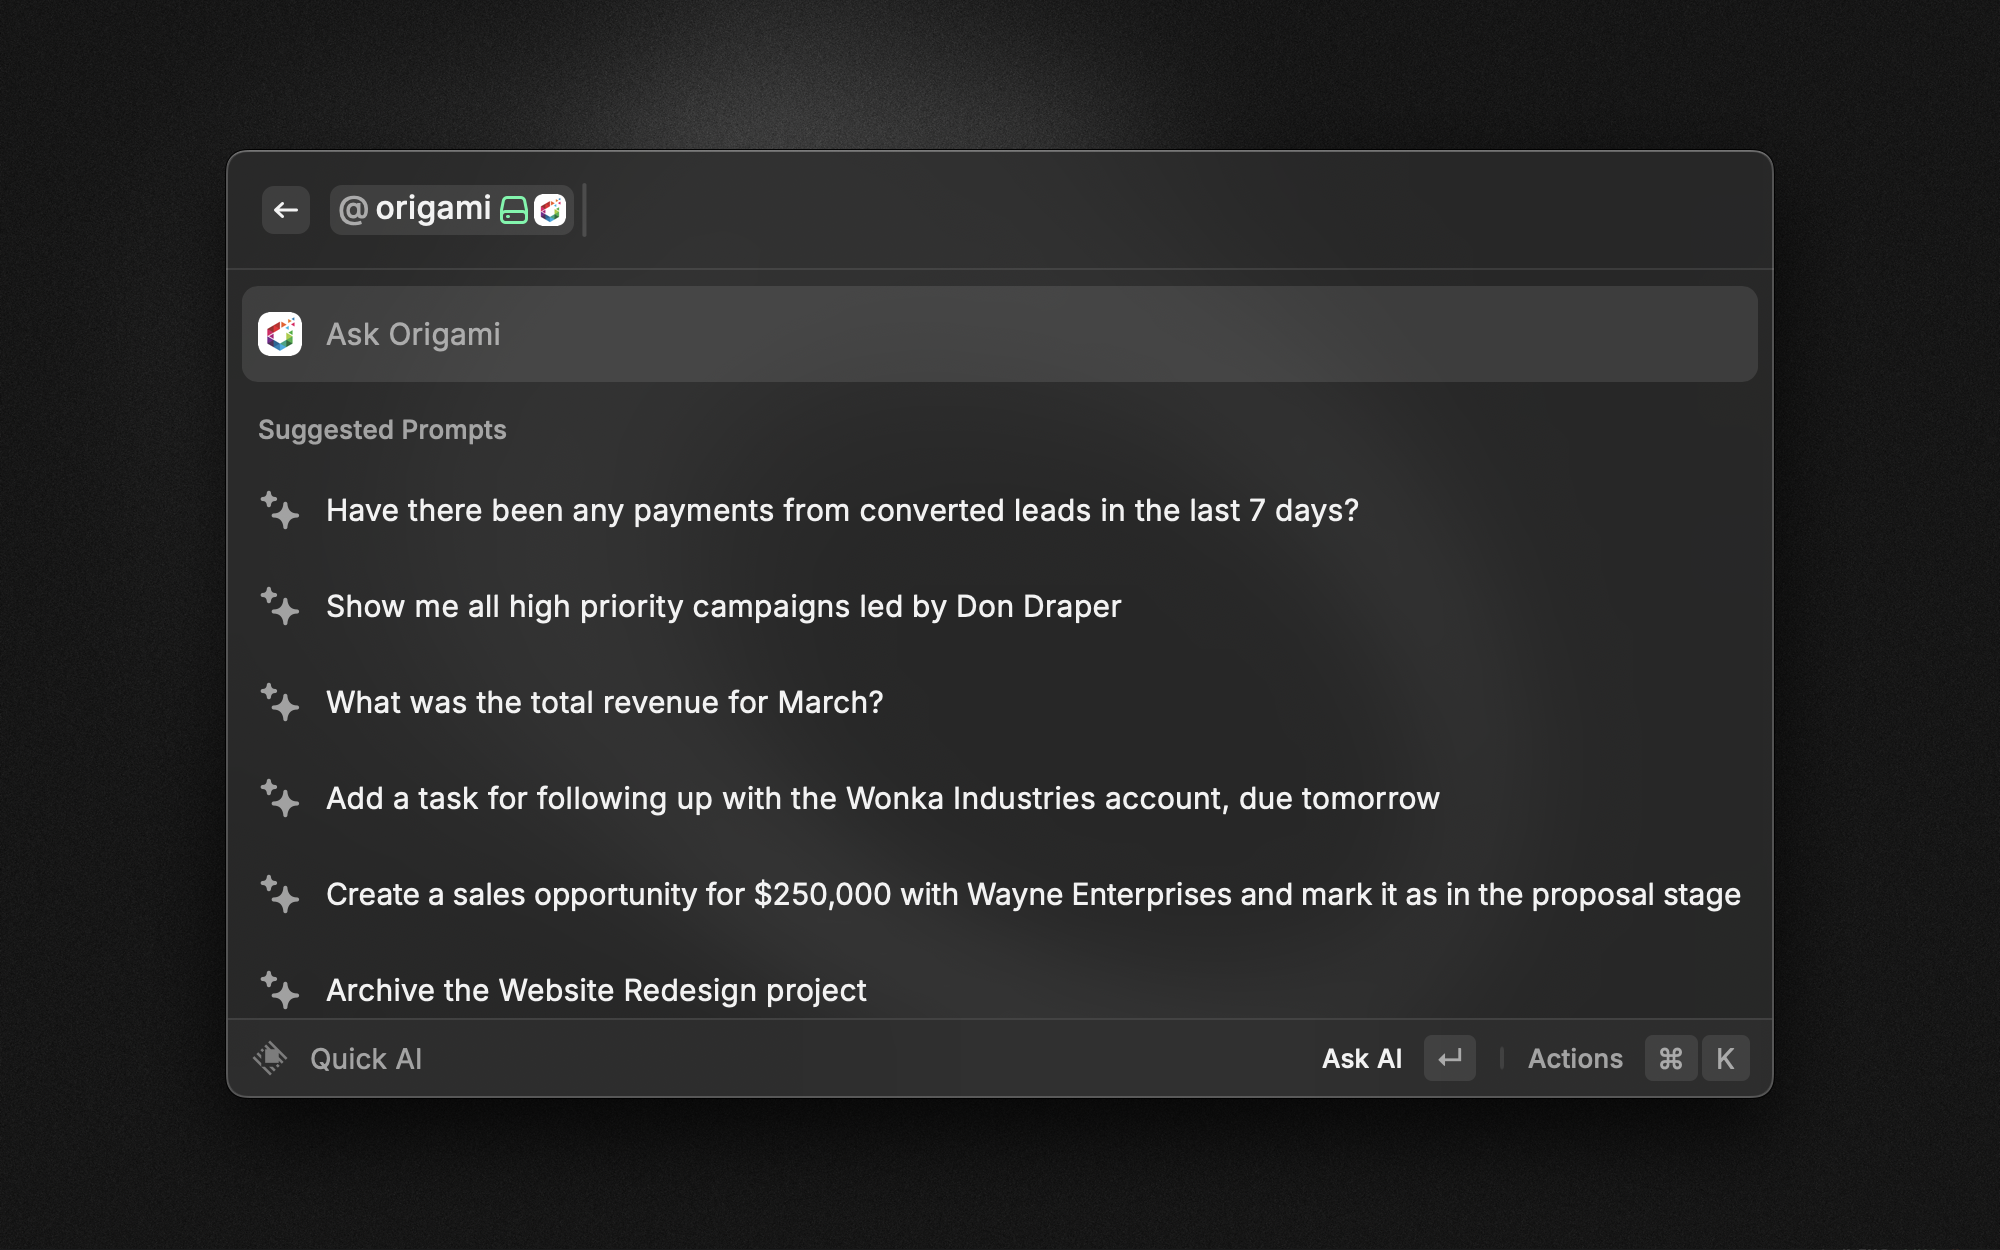 @origami
Ask Origami
Suggested Prompts
Have there been any payments from converted leads in the last 7 days?
Show me all high priority campaigns led by Don Draper
What was the total revenue for March?
Add a task for following up with the Wonka Industries account, due tomorrow
Create a sales opportunity for $250,000 with Wayne Enterprises and mark it as in the proposal stage
Archive the Website Redesign project
Quick AI Ask AI ↵ Actions ⌘ K